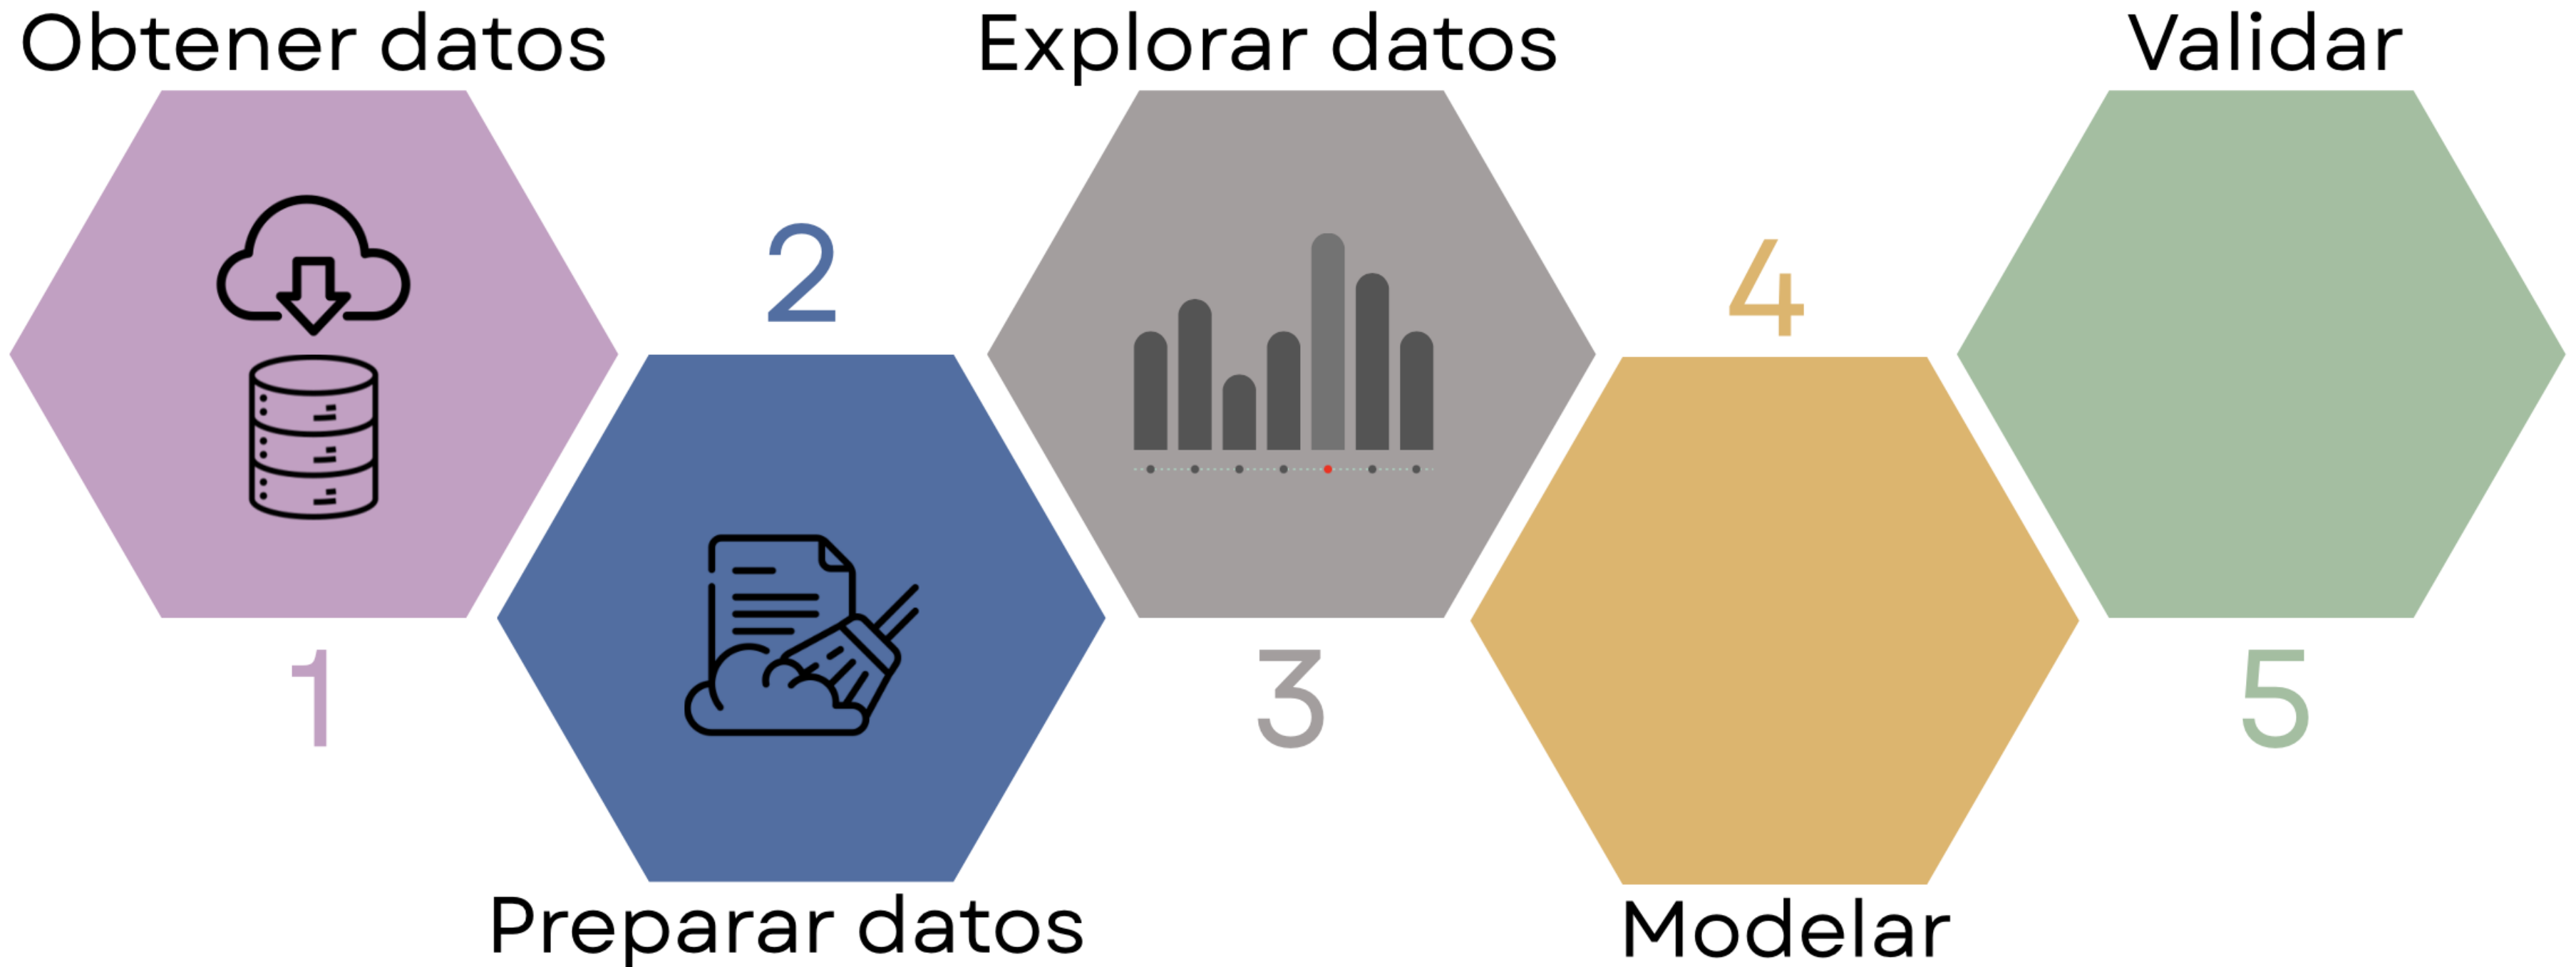 Obtener datos
1
2
Preparar datos
Explorar datos
3
4
Modelar
Validar
5